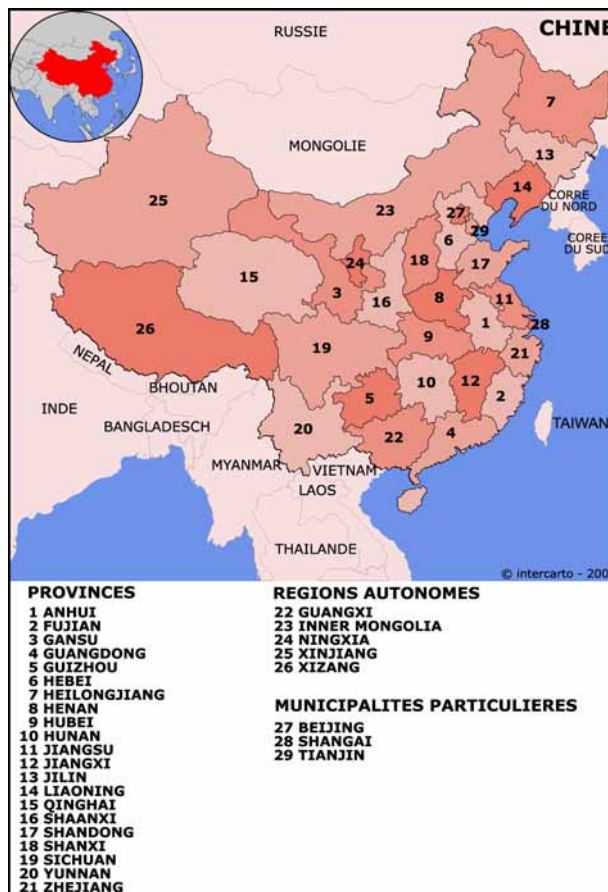 CHINE
RUSSIE
7
MONGOLIE
13
25
14
23
27
CORRE
DU NORD
29
COREE
DU SUD
6
24
18
17
15
3
16
8
11
26
1
28
9
19
21
NEPAL
10
12
BHOUTAN
5
2
INDE
20
22
4
TAIWAN
BANGLADESCH
MYANMAR
VIETNAM
LAOS
THAILANDE
© intercarto - 200
PROVINCES
1 ANHUI
2 FUJIAN
3 GANSU
4 GUANGDONG
5 GUIZHOU
6 HEBEI
7 HEILONGJIANG
8 HENAN
9 HUBEI
10 HUNAN
11 JIANGSU
12 JIANGXI
13 JILIN
14 LIAONING
15 QINGHAI
16 SHAANXI
17 SHANDONG
18 SHANXI
19 SICHUAN
20 YUNNAN
21 ZHEJIANG
REGIONS AUTONOMES
22 GUANGXI
23 INNER MONGOLIA
24 NINGXIA
25 XINJIANG
26 XIZANG
MUNICIPALITES PARTICULIERES
27 BEIJING
28 SHANGAI
29 TIANJIN